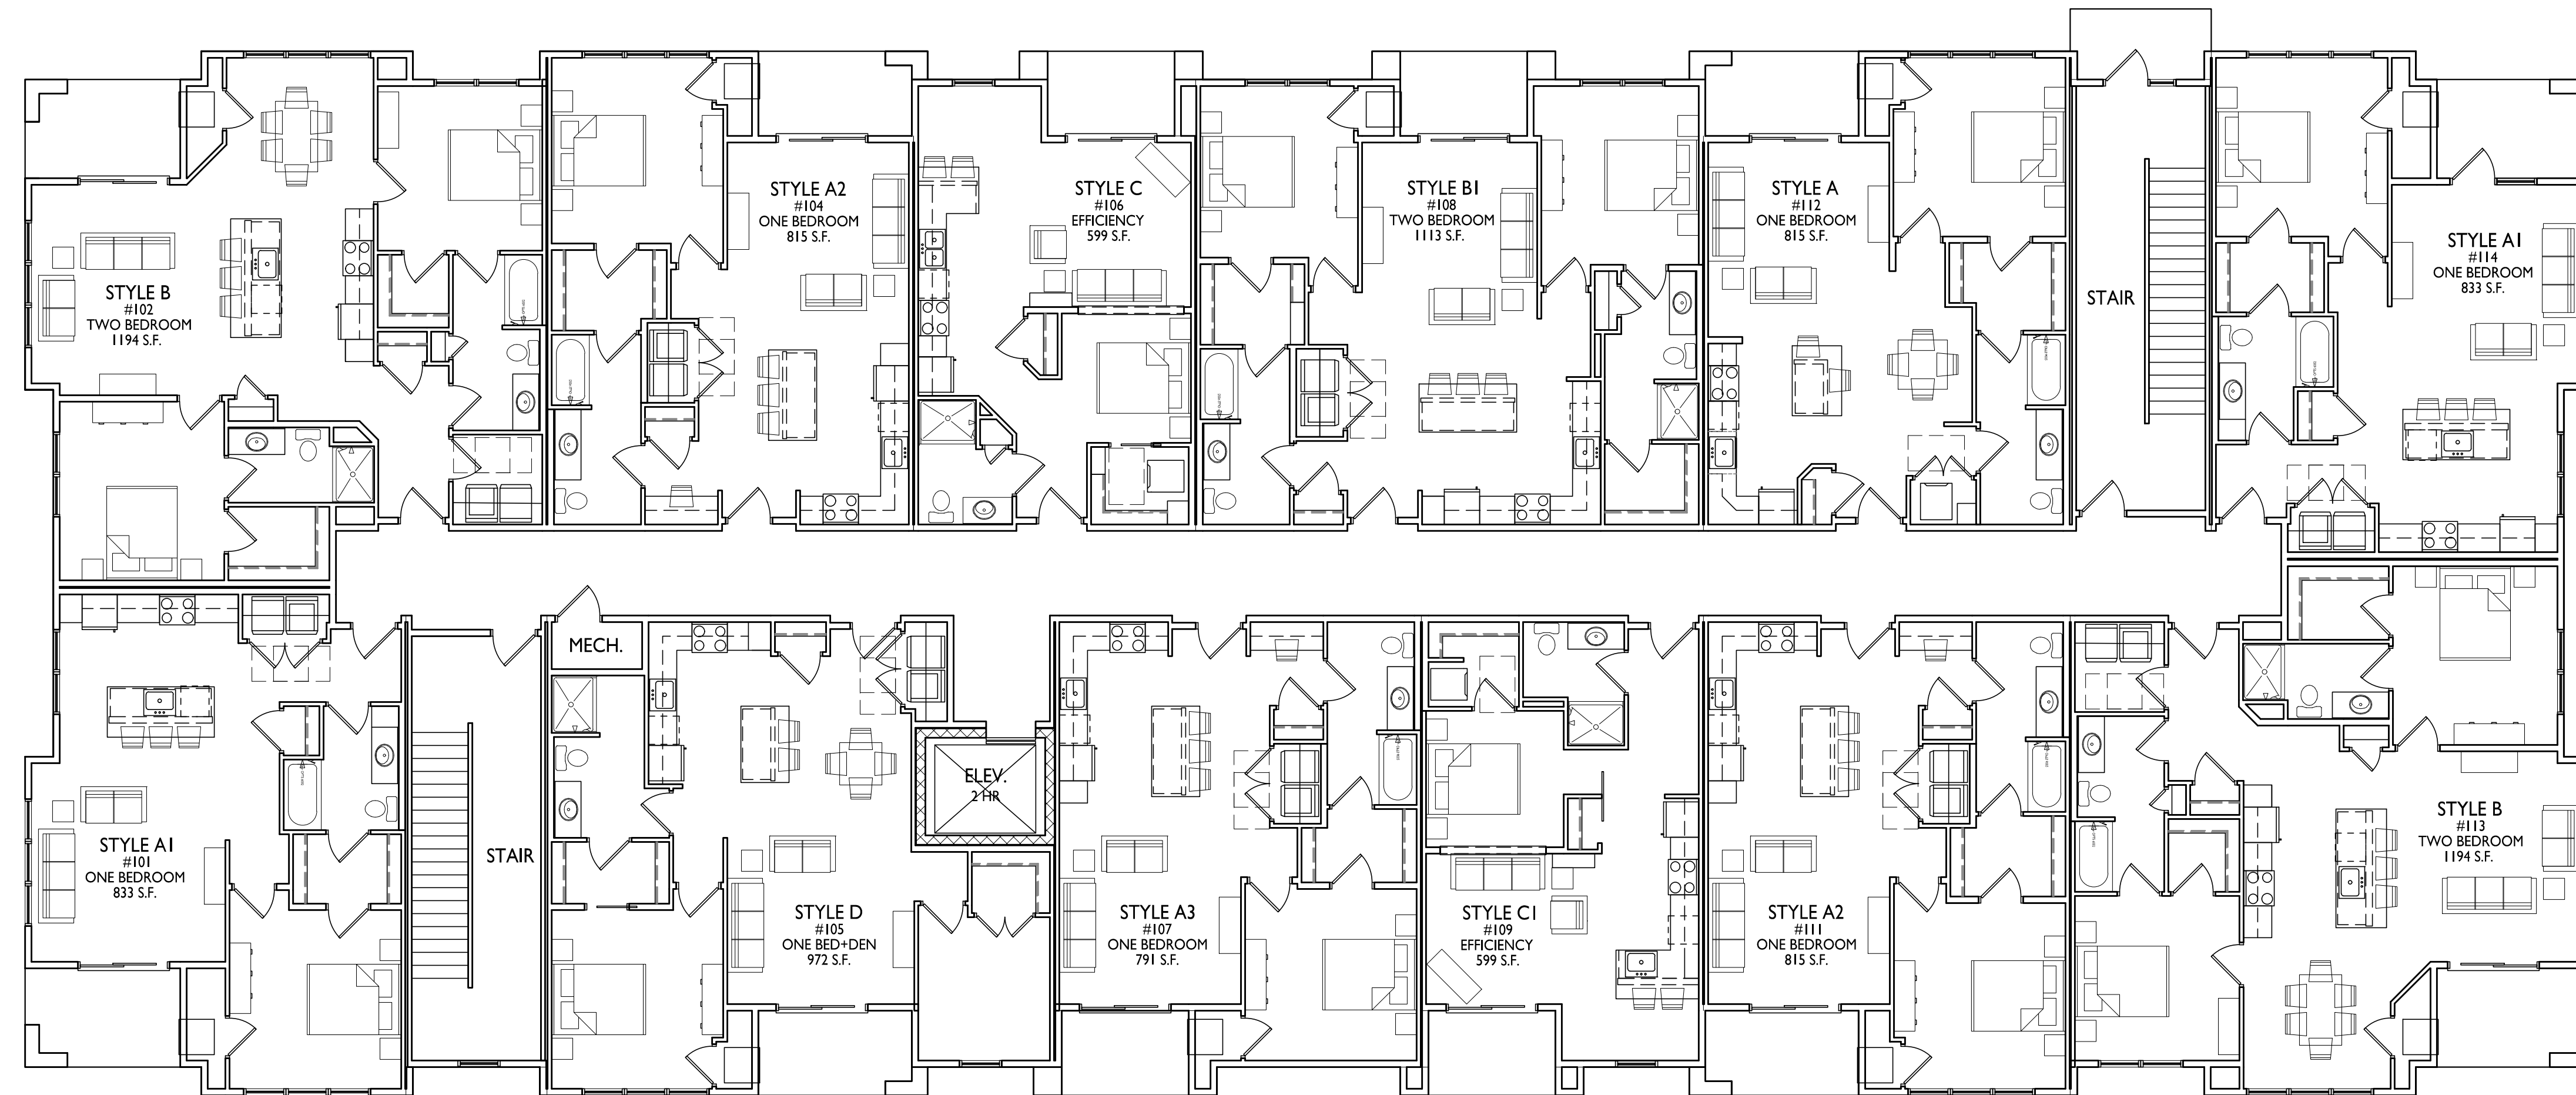 STYLE A2
#104
ONE BEDROOM
815 S.F.
STYLE C
#106
EFFICIENCY
599 S.F.
STYLE B1
#108
TWO BEDROOM
1113 S.F.
STYLE A
#112
ONE BEDROOM
815 S.F.
STYLE A1
#114
ONE BEDROOM
833 S.F.
STYLE B
#102
TWO BEDROOM
1194 S.F.
STAIR
MECH.
ELEV.
2 HR
STYLE A1
#101
ONE BEDROOM
833 S.F.
STAIR
STYLE D
#105
ONE BED+DEN
972 S.F.
STYLE A3
#107
ONE BEDROOM
791 S.F.
STYLE C1
#109
EFFICIENCY
599 S.F.
STYLE A2
#111
ONE BEDROOM
815 S.F.
STYLE B
#113
TWO BEDROOM
1194 S.F.